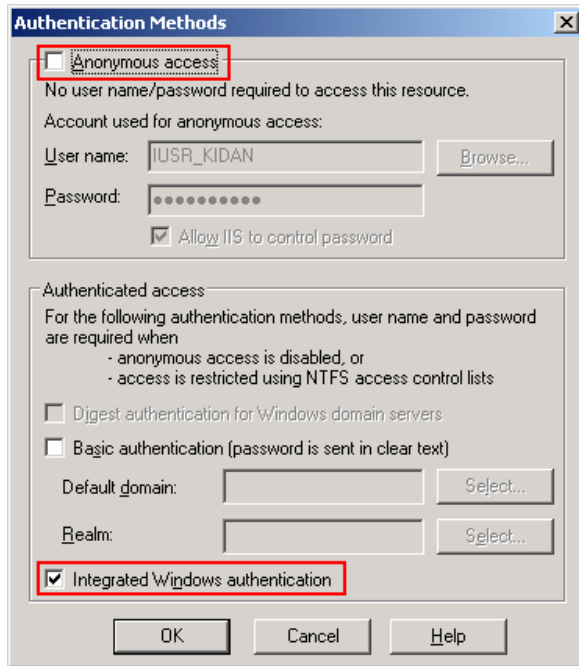 Authentication Methods
Anonymous access
No user name/password required to access this resource.
Account used for anonymous access:
User name: IUSR_KIDAN Browse...
Password: ●●●●●●●●●●
Allow IIS to control password
Authenticated access
For the following authentication methods, user name and password
are required when
- anonymous access is disabled, or
- access is restricted using NTFS access control lists
Digest authentication for Windows domain servers
Basic authentication (password is sent in clear text)
Default domain: Select...
Realm: Select...
Integrated Windows authentication
OK Cancel Help